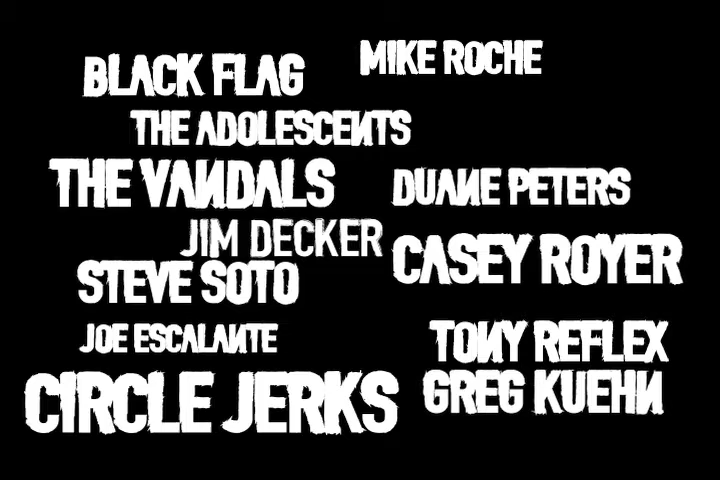 BLACK FLAG
MIKE ROCHE
THE ADOLESCENTS
THE VANDALS
DUANE PETERS
JIM DECKER
CASEY ROYER
STEVE SOTO
JOE ESCALANTE
TONY REFLEX
CIRCLE JERKS
GREG KUEHN